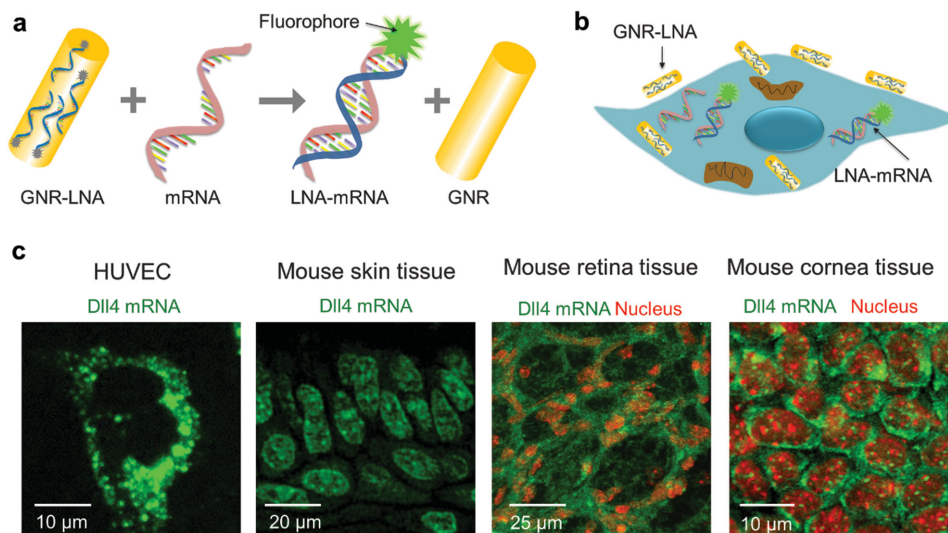 a
Fluorophore
GNR-LNA
mRNA
LNA-mRNA
GNR
b
GNR-LNA
LNA-mRNA
c
HUVEC
Dll4 mRNA
10 μm
Mouse skin tissue
Dll4 mRNA
20 μm
Mouse retina tissue
Dll4 mRNA Nucleus
25 μm
Mouse cornea tissue
Dll4 mRNA Nucleus
10 μm